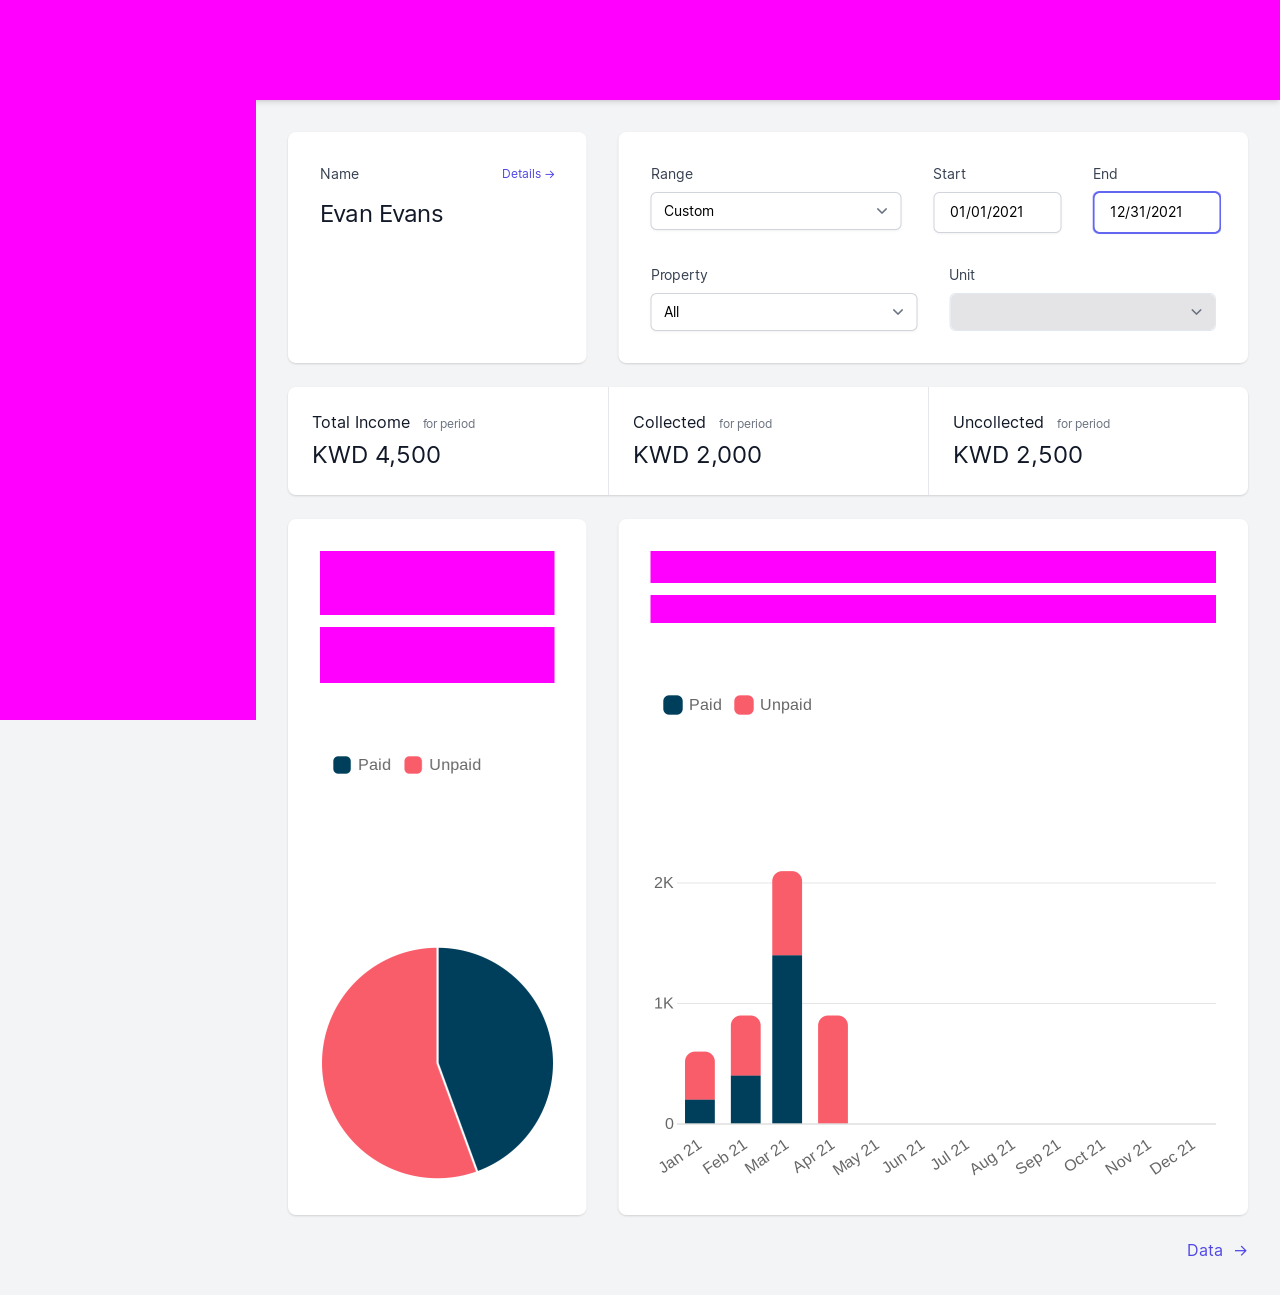 Name
Details →
Evan Evans
Range
Start
End
Custom
01/01/2021
12/31/2021
Property
Unit
All
Total Income for period
KWD 4,500
Collected for period
KWD 2,000
Uncollected for period
KWD 2,500
Paid
Unpaid
Paid
Unpaid
2K
1K
0
Jan 21
Feb 21
Mar 21
Apr 21
May 21
Jun 21
Jul 21
Aug 21
Sep 21
Oct 21
Nov 21
Dec 21
Data →